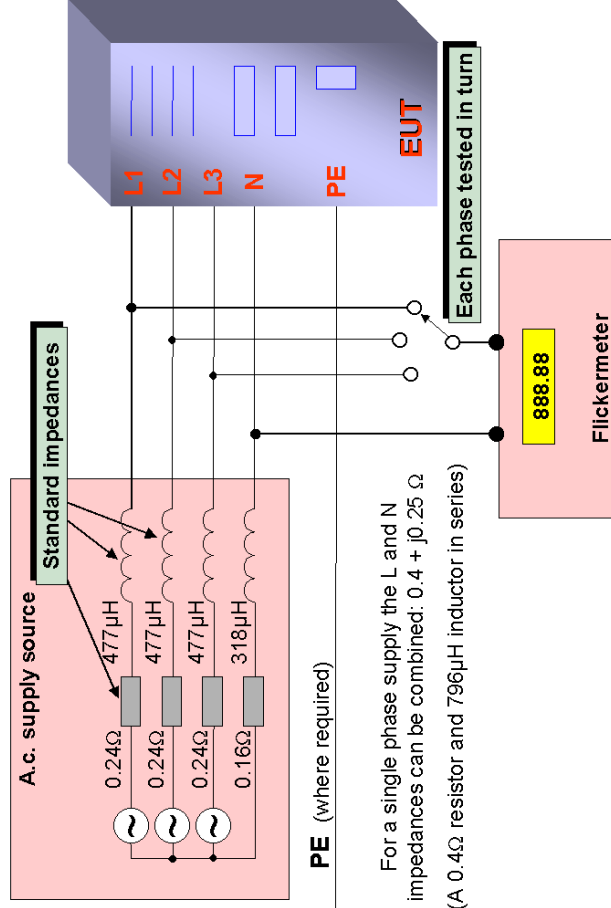 A.c. supply source
Standard impedances
0.24Ω
477µH
0.24Ω
477µH
0.24Ω
477µH
0.16Ω
318µH
L1
L2
L3
N
PE
EUT
PE (where required)
Each phase tested in turn
For a single phase supply the L and N
impedances can be combined: 0.4 + j0.25 Ω
(A 0.4Ω resistor and 796µH inductor in series)
888.88
Flickermeter